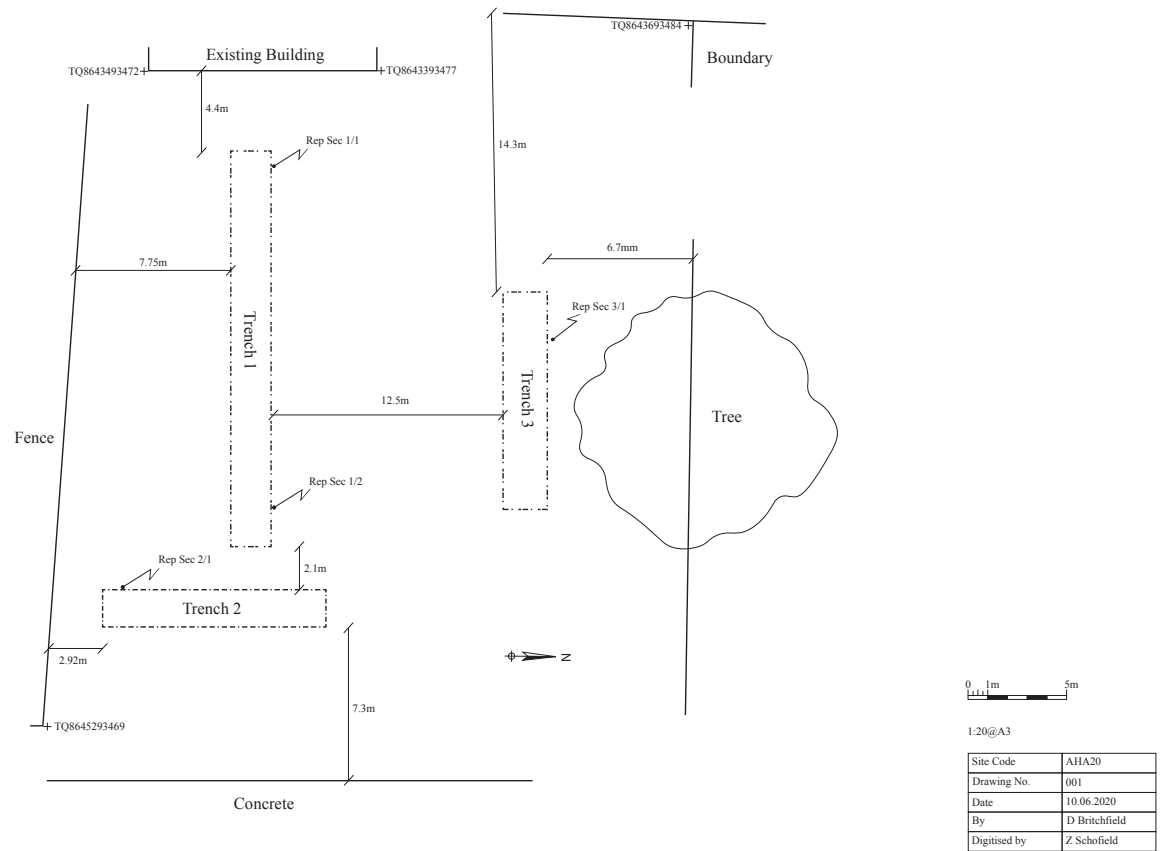 TQ8643693484
Existing Building
Boundary
TQ8643493472
TQ8643393477
4.4m
Rep Sec 1/1
14.3m
6.7mm
7.75m
Rep Sec 3/1
Trench 1
Trench 3
12.5m
Tree
Fence
Rep Sec 1/2
Rep Sec 2/1
2.1m
Trench 2
2.92m
N
7.3m
TQ8645293469
Concrete
0 1m 5m
1:20@A3
Site Code AHA20
Drawing No. 001
Date 10.06.2020
By D Britchfield
Digitised by Z Schofield